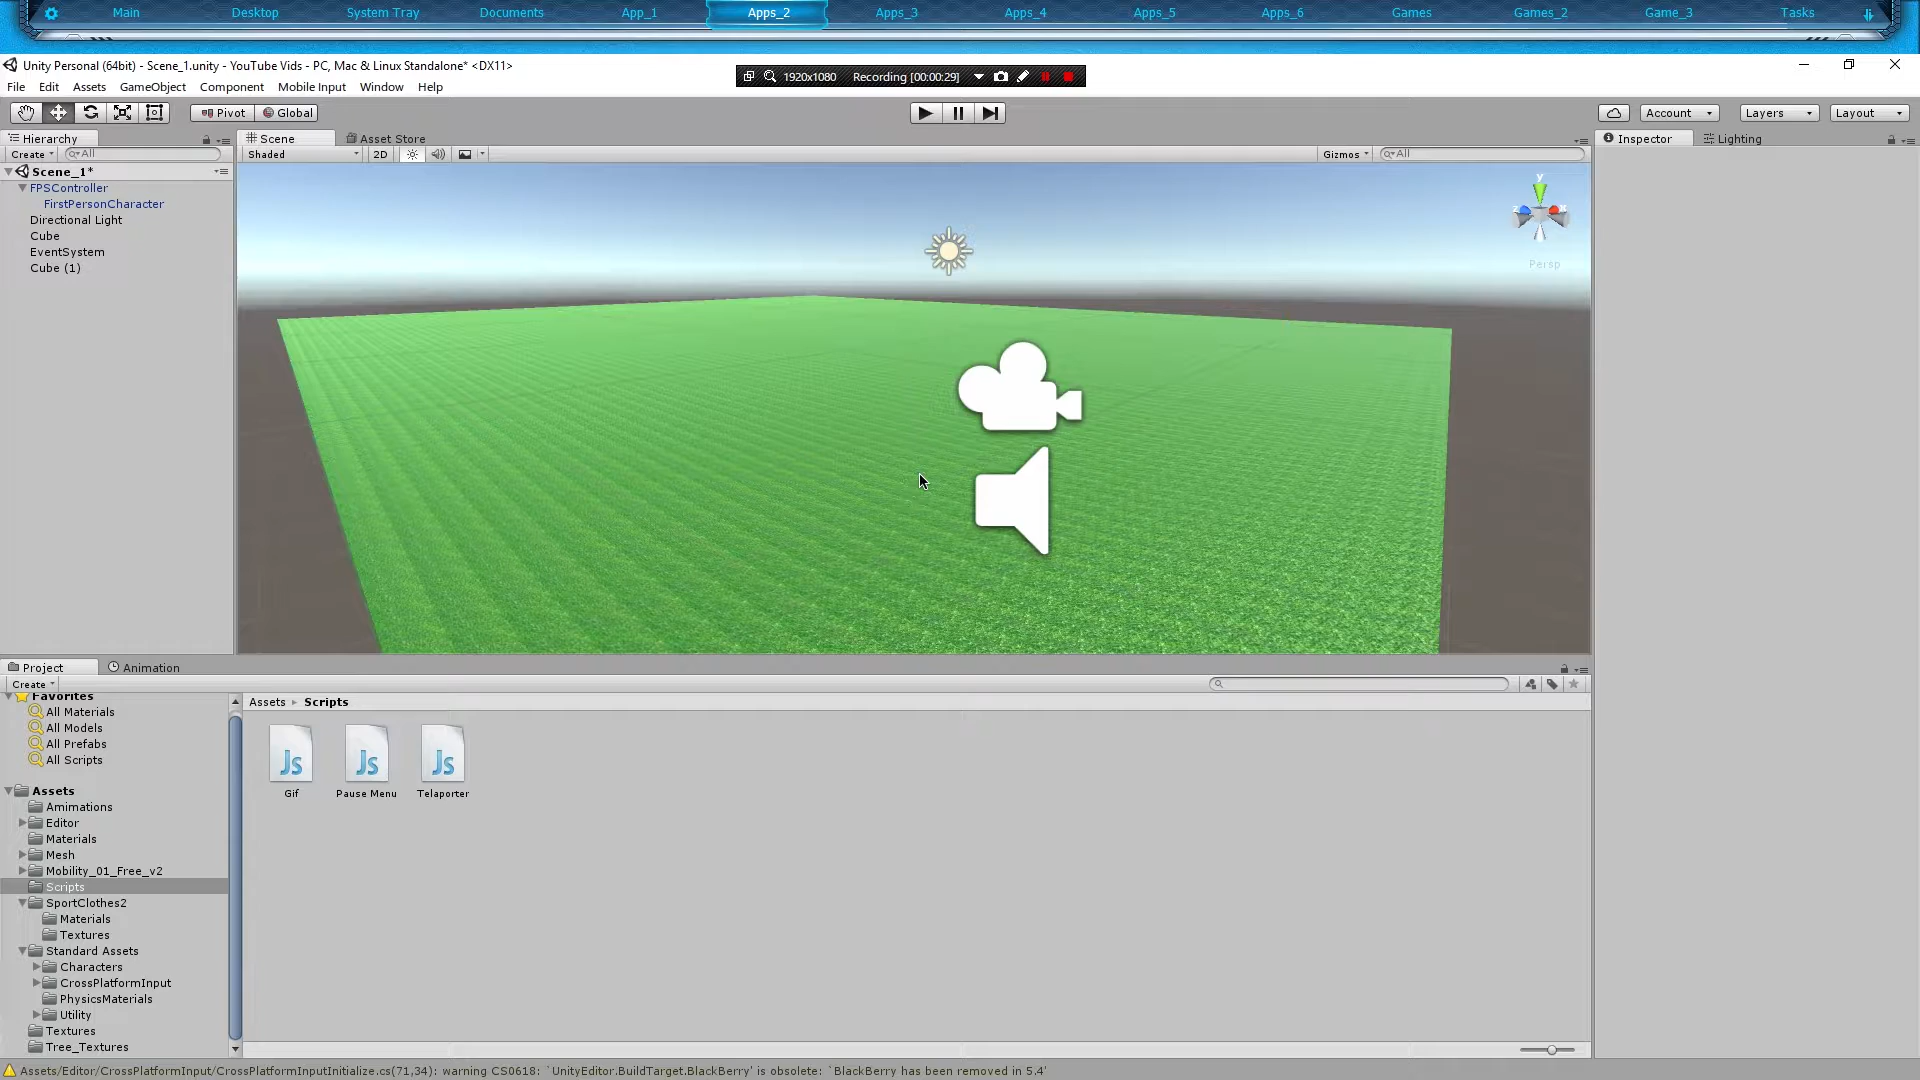 Main Desktop System Tray Documents App_1 Apps_2 Apps_3 Apps_4 Apps_5 Apps_6 Games Games_2 Game_3 Tasks
Unity Personal (64bit) - Scene_1.unity - YouTube Vids - PC, Mac & Linux Standalone* <DX11>
1920x1080 Recording [00:00:29]
File Edit Assets GameObject Component Mobile Input Window Help
Pivot Global Account Layers Layout
Hierarchy Scene Asset Store Inspector Lighting
Create All Shaded 2D Gizmos All
Scene_1*
FPSController
FirstPersonCharacter
Directional Light
Cube
EventSystem
Cube (1)
y
z x
Persp
Project Animation
Create
Favorites
All Materials
All Models
All Prefabs
All Scripts
Assets
Amimations
Editor
Materials
Mesh
Mobility_01_Free_v2
Scripts
SportClothes2
Materials
Textures
Standard Assets
Characters
CrossPlatformInput
PhysicsMaterials
Utility
Textures
Tree_Textures
Assets Scripts
Js Js Js
Gif Pause Menu Telaporter
Assets/Editor/CrossPlatformInput/CrossPlatformInputInitialize.cs(71,34): warning CS0618: `UnityEditor.BuildTarget.BlackBerry' is obsolete: `BlackBerry has been removed in 5.4'